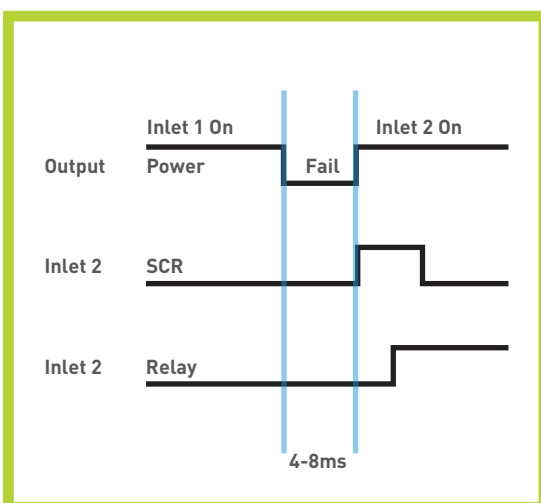 Inlet 1 On Inlet 2 On
Output Power Fail
Inlet 2 SCR
Inlet 2 Relay
4-8ms